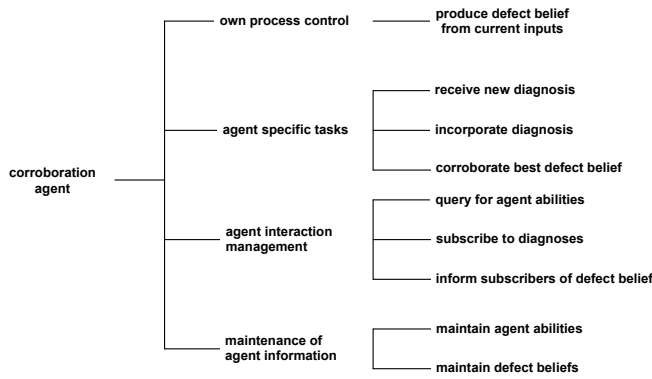 own process control
produce defect belief
from current inputs
agent specific tasks
receive new diagnosis
incorporate diagnosis
corroborate best defect belief
corroboration
agent
agent interaction
management
query for agent abilities
subscribe to diagnoses
inform subscribers of defect belief
maintenance of
agent information
maintain agent abilities
maintain defect beliefs